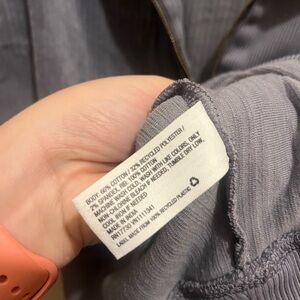 BODY: 66% COTTON / 32% RECYCLED POLYESTER /
2% SPANDEX, RIB: 100% COTTON
MACHINE WASH COLD, WASH WITH LIKE COLORS, ONLY
NON-CHLORINE BLEACH IF NEEDED, TUMBLE DRY LOW,
COOL IRON IF NEEDED
MADE IN INDIA
RN17730 VN111341
LABEL MADE FROM 100% RECYCLED PLASTIC